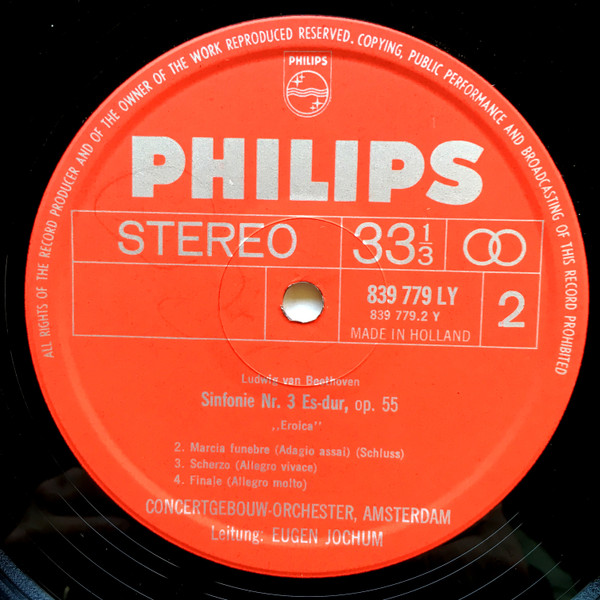 ALL RIGHTS OF THE RECORD PRODUCER AND OF THE OWNER OF THE WORK REPRODUCED RESERVED. COPYING, PUBLIC PERFORMANCE AND BROADCASTING OF THIS RECORD PROHIBITED
PHILIPS
PHILIPS
STEREO 33 1/3
839 779 LY
839 779.2 Y
MADE IN HOLLAND
2
Ludwig van Beethoven
Sinfonie Nr. 3 Es-dur, op. 55
,,Eroica"
2. Marcia funebre (Adagio assai) (Schluss)
3. Scherzo (Allegro vivace)
4. Finale (Allegro molto)
CONCERTGEBOUW-ORCHESTER, AMSTERDAM
Leitung: EUGEN JOCHUM